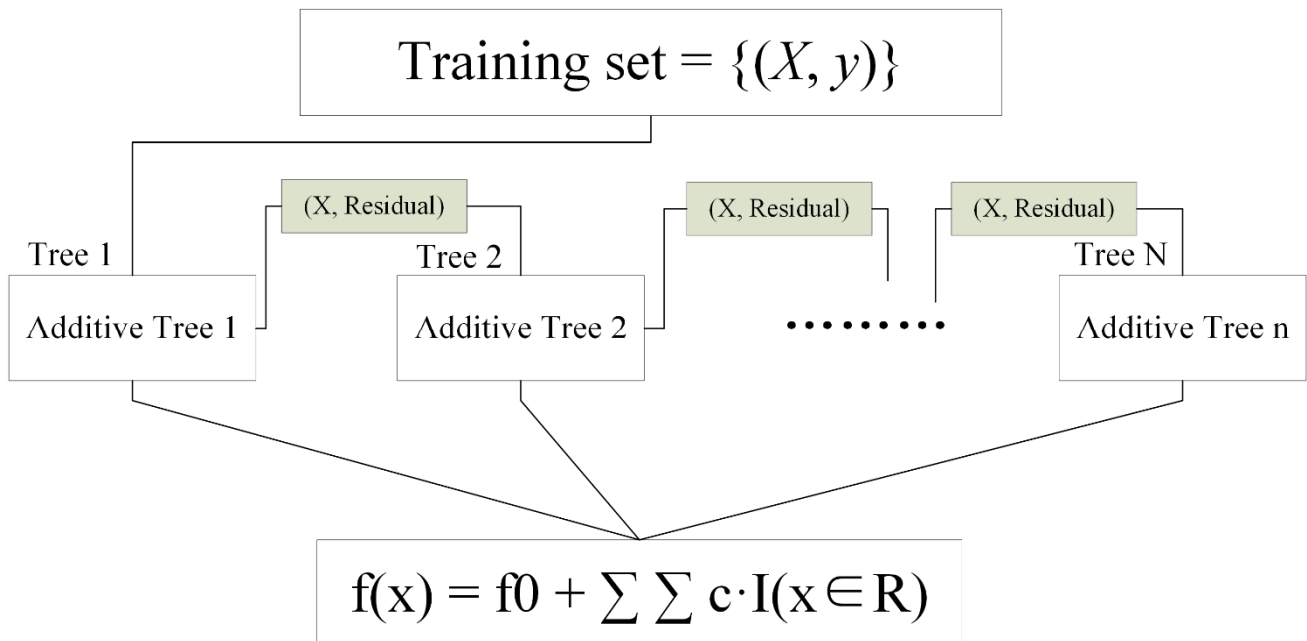 Training set = {(X, y)}
(X, Residual)
(X, Residual)
(X, Residual)
Tree 1
Tree 2
Tree N
Additive Tree 1
Additive Tree 2
………
Additive Tree n
f(x) = f0 + ∑ ∑ c·I(x∈R)